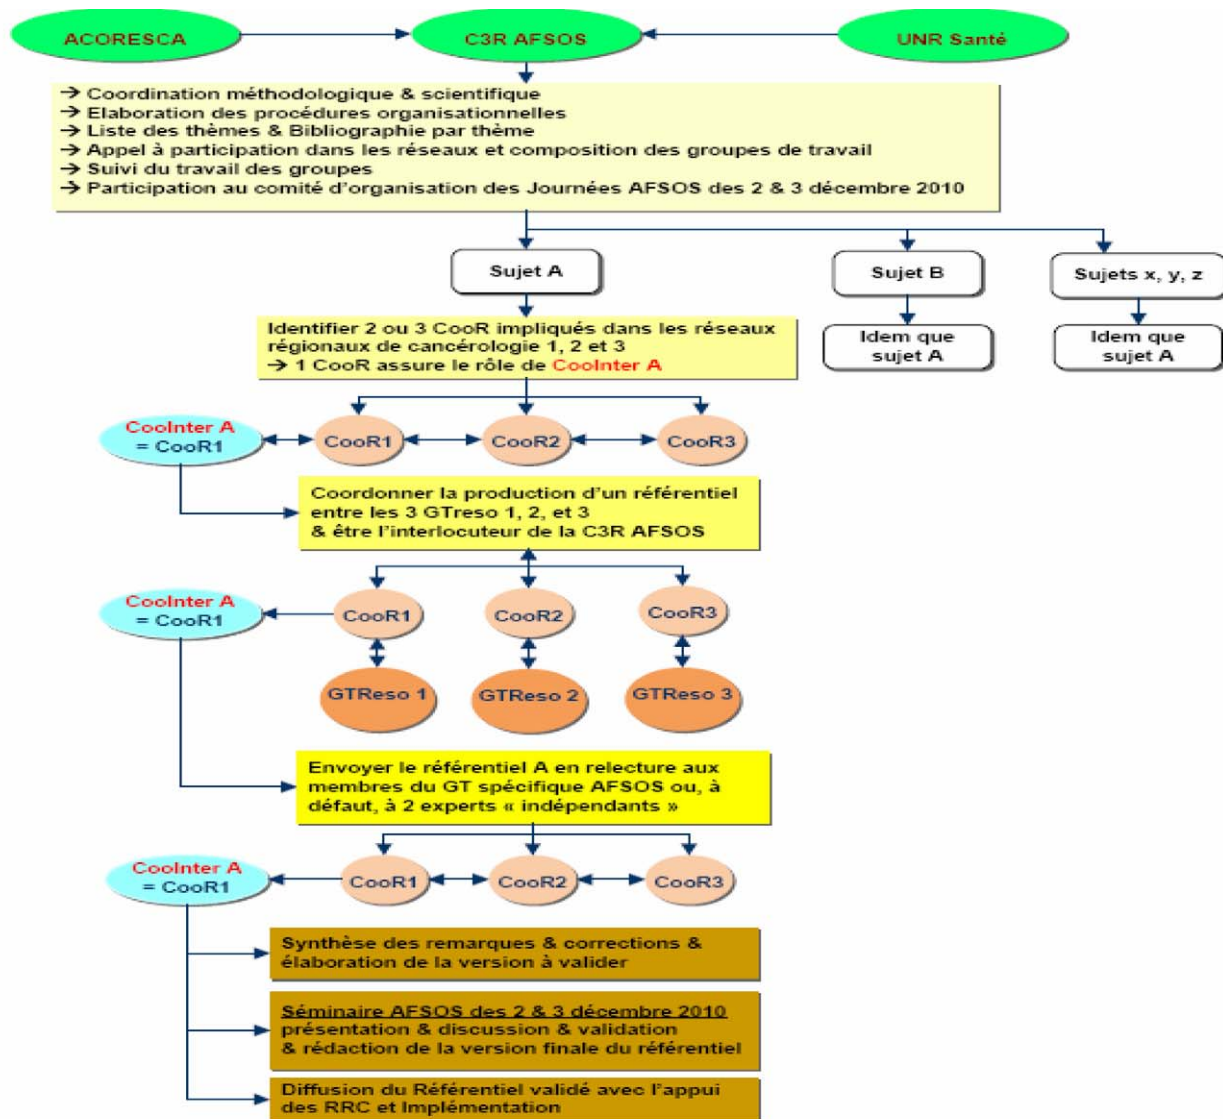 ACORESCA
C3R AFSOS
UNR Santé
→ Coordination méthodologique & scientifique
→ Elaboration des procédures organisationnelles
→ Liste des thèmes & Bibliographie par thème
→ Appel à participation dans les réseaux et composition des groupes de travail
→ Suivi du travail des groupes
→ Participation au comité d'organisation des Journées AFSOS des 2 & 3 décembre 2010
Sujet A
Sujet B
Sujets x, y, z
Identifier 2 ou 3 CooR impliqués dans les réseaux
régionaux de cancérologie 1, 2 et 3
→ 1 CooR assure le rôle de CooInter A
Idem que
sujet A
Idem que
sujet A
CooInter A
= CooR1
CooR1
CooR2
CooR3
Coordonner la production d'un référentiel
entre les 3 GTreso 1, 2, et 3
& être l'interlocuteur de la C3R AFSOS
CooInter A
= CooR1
CooR1
CooR2
CooR3
GTReso 1
GTReso 2
GTReso 3
Envoyer le référentiel A en relecture aux
membres du GT spécifique AFSOS ou, à
défaut, à 2 experts « indépendants »
CooInter A
= CooR1
CooR1
CooR2
CooR3
Synthèse des remarques & corrections &
élaboration de la version à valider
Séminaire AFSOS des 2 & 3 décembre 2010
présentation & discussion & validation
& rédaction de la version finale du référentiel
Diffusion du Référentiel validé avec l'appui
des RRC et Implémentation